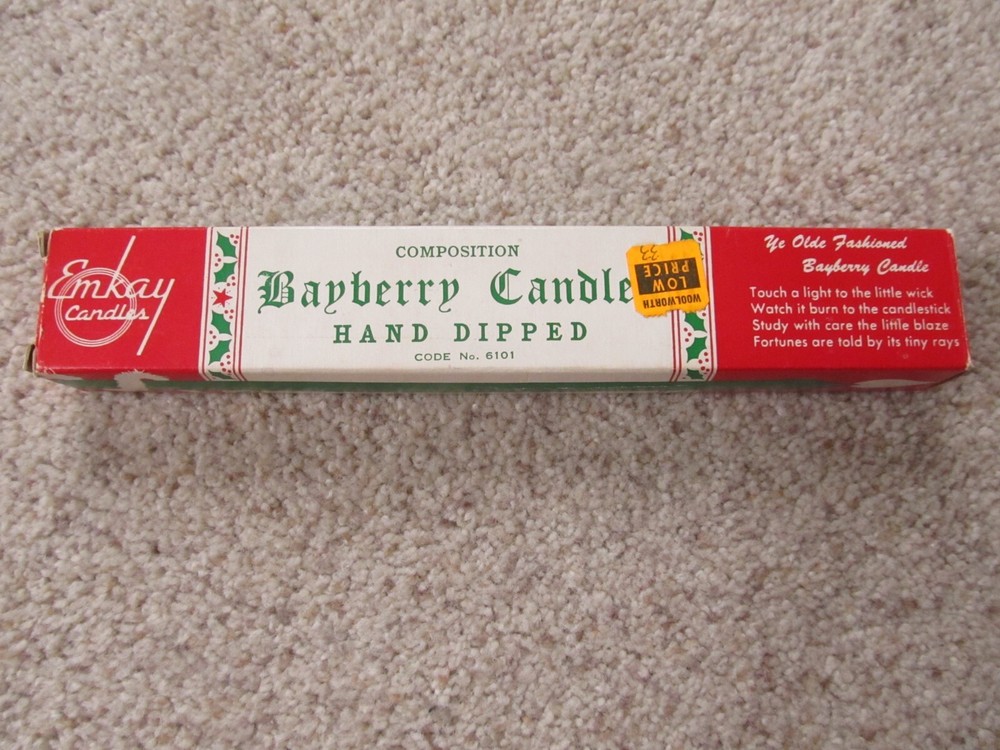 Emkay
Candles
COMPOSITION
Bayberry Candle
HAND DIPPED
CODE No. 6101
WOOLWORTH
LOW
PRICE
33
Ye Olde Fashioned
Bayberry Candle
Touch a light to the little wick
Watch it burn to the candlestick
Study with care the little blaze
Fortunes are told by its tiny rays